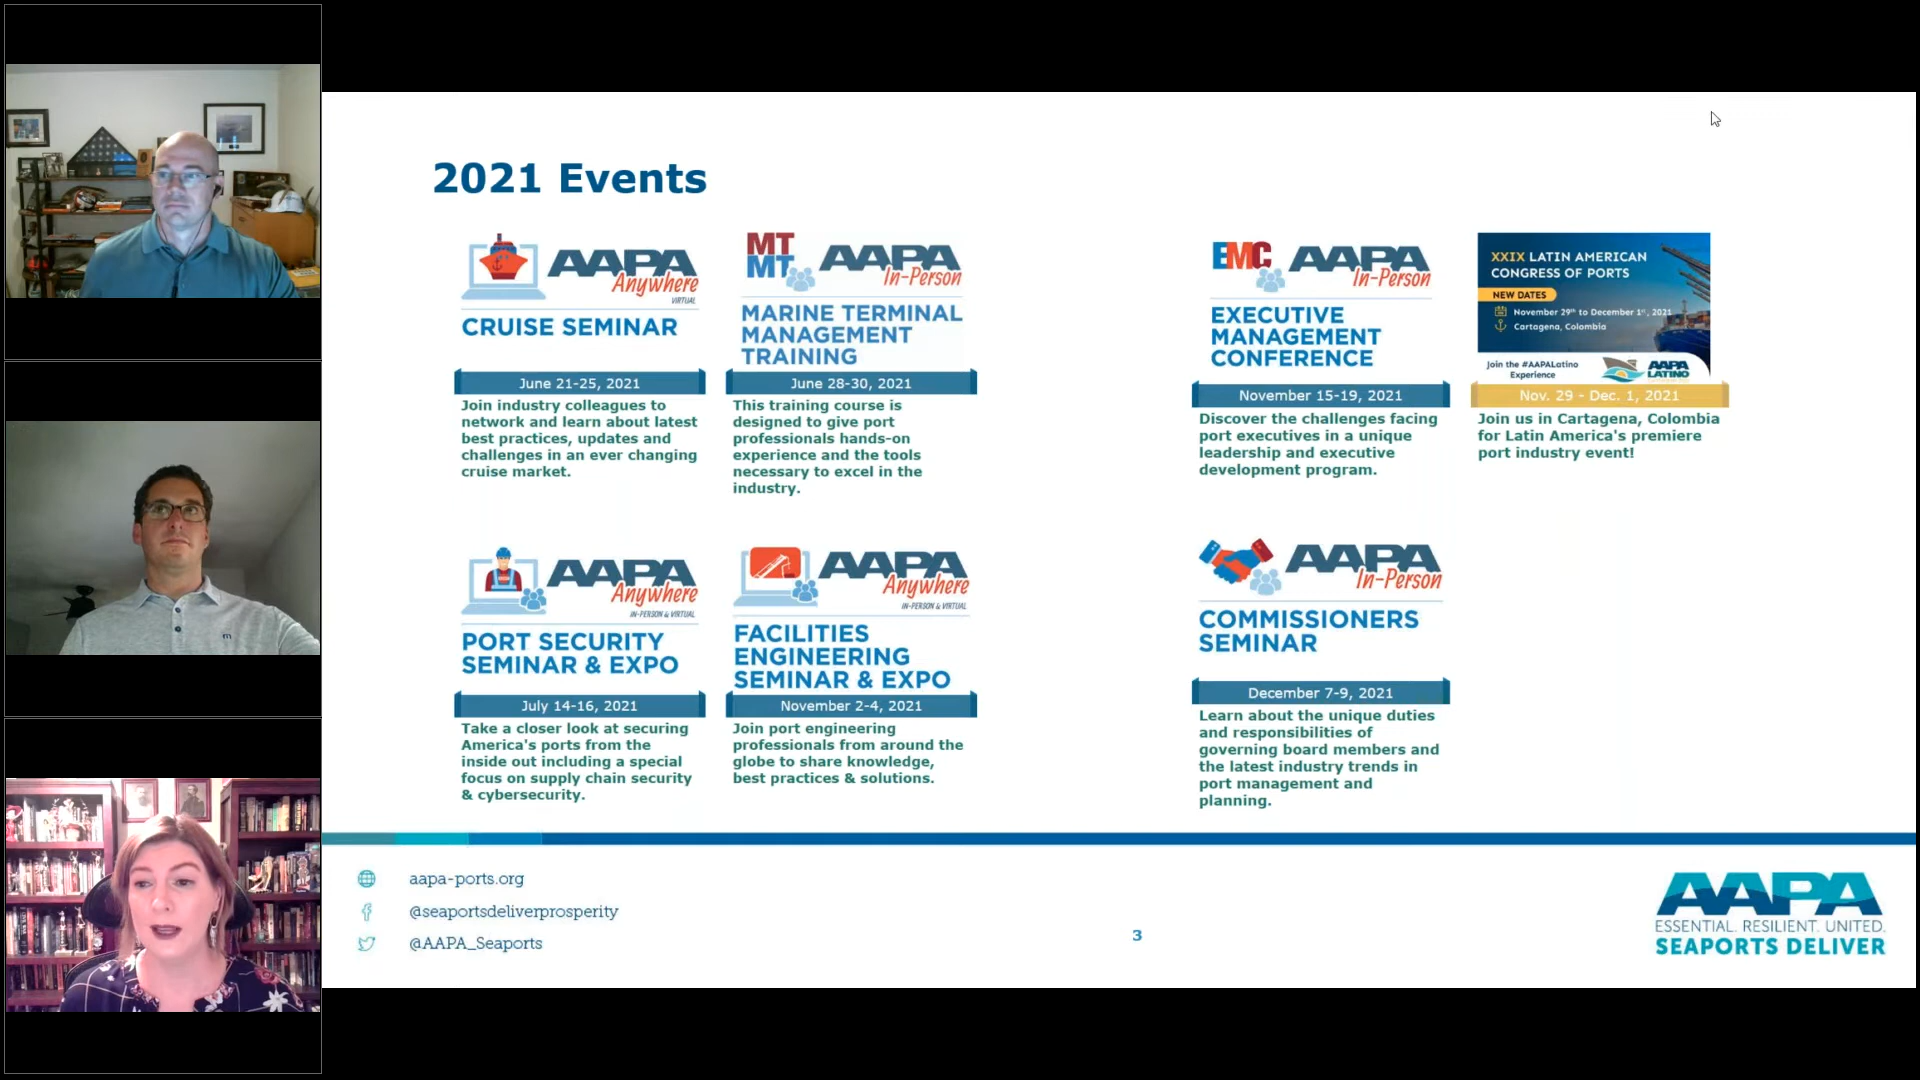 2021 Events
AAPA
Anywhere
VIRTUAL
CRUISE SEMINAR
June 21-25, 2021
Join industry colleagues to
network and learn about latest
best practices, updates and
challenges in an ever changing
cruise market.
MT
MT
AAPA
In-Person
MARINE TERMINAL
MANAGEMENT
TRAINING
June 28-30, 2021
This training course is
designed to give port
professionals hands-on
experience and the tools
necessary to excel in the
industry.
EMC
AAPA
In-Person
EXECUTIVE
MANAGEMENT
CONFERENCE
November 15-19, 2021
Discover the challenges facing
port executives in a unique
leadership and executive
development program.
XXIX LATIN AMERICAN
CONGRESS OF PORTS
NEW DATES
November 29th to December 1st, 2021
Cartagena, Colombia
Join the #AAPALatino
Experience
AAPA
LATINO
Nov. 29 - Dec. 1, 2021
Join us in Cartagena, Colombia
for Latin America's premiere
port industry event!
AAPA
Anywhere
IN-PERSON & VIRTUAL
PORT SECURITY
SEMINAR & EXPO
July 14-16, 2021
Take a closer look at securing
America's ports from the
inside out including a special
focus on supply chain security
& cybersecurity.
AAPA
Anywhere
IN-PERSON & VIRTUAL
FACILITIES
ENGINEERING
SEMINAR & EXPO
November 2-4, 2021
Join port engineering
professionals from around the
globe to share knowledge,
best practices & solutions.
AAPA
In-Person
COMMISSIONERS
SEMINAR
December 7-9, 2021
Learn about the unique duties
and responsibilities of
governing board members and
the latest industry trends in
port management and
planning.
aapa-ports.org
@seaportsdeliverprosperity
@AAPA_Seaports
3
AAPA
ESSENTIAL. RESILIENT. UNITED.
SEAPORTS DELIVER